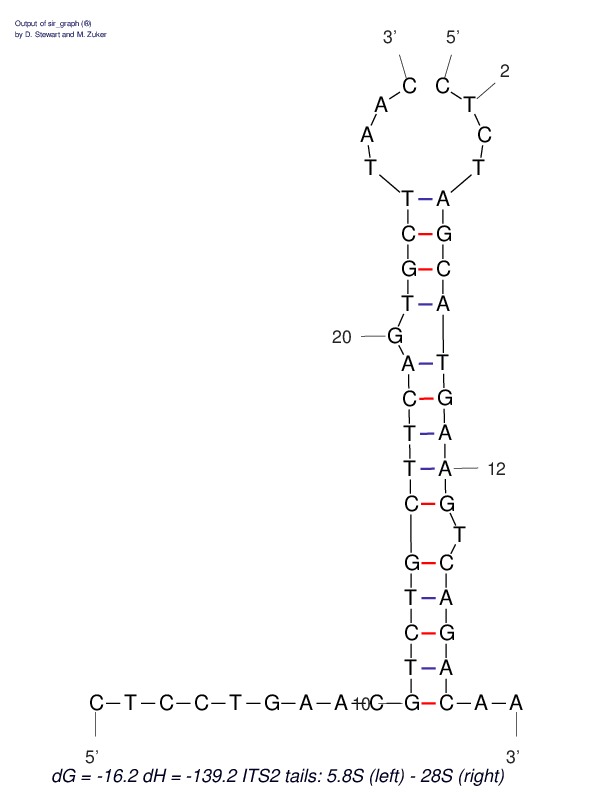 Output of sir_graph (®)
by D. Stewart and M. Zuker
3’ 5’
2
C C
A T
A C
T T
T A
C G
G C
T A
20 G
A T
C G
T A
T A 12
C G
T
G C
T A
C G
T A
C T C C T G A A 10 C G C A A
5’ 3’
dG = -16.2 dH = -139.2 ITS2 tails: 5.8S (left) - 28S (right)